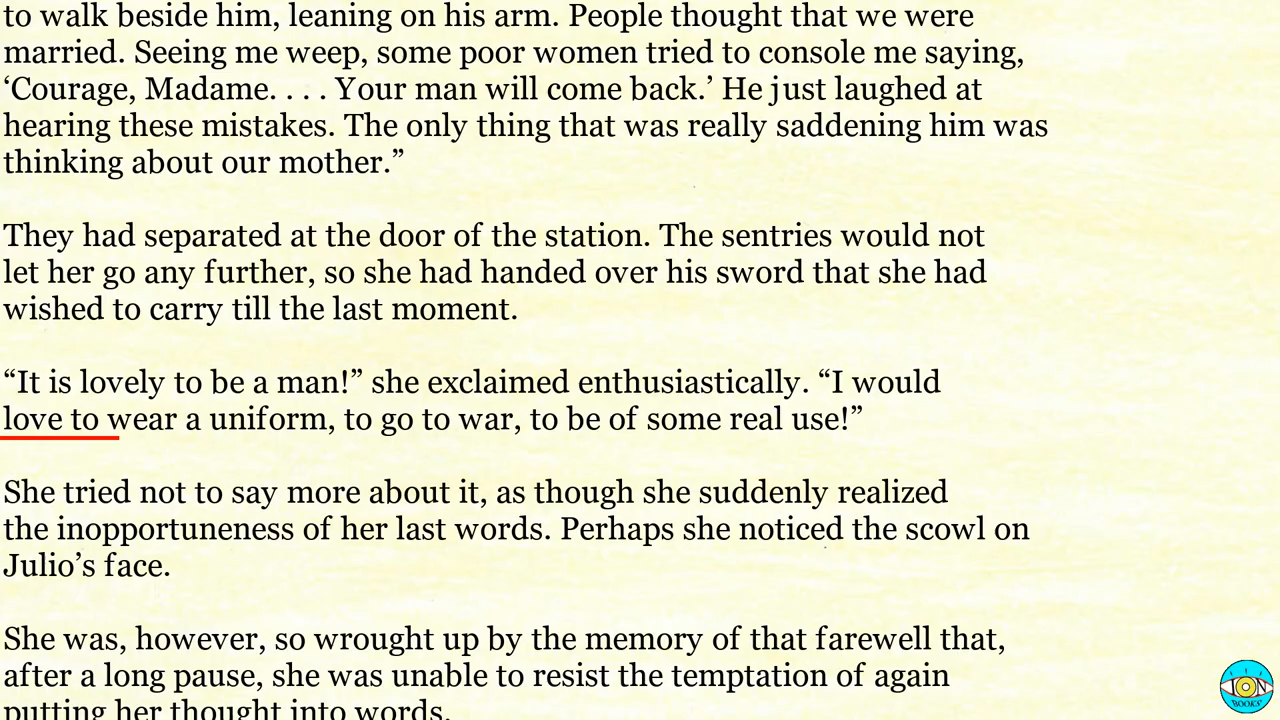 to walk beside him, leaning on his arm. People thought that we were
married. Seeing me weep, some poor women tried to console me saying,
‘Courage, Madame. . . . Your man will come back.’ He just laughed at
hearing these mistakes. The only thing that was really saddening him was
thinking about our mother.”
They had separated at the door of the station. The sentries would not
let her go any further, so she had handed over his sword that she had
wished to carry till the last moment.
“It is lovely to be a man!” she exclaimed enthusiastically. “I would
love to wear a uniform, to go to war, to be of some real use!”
She tried not to say more about it, as though she suddenly realized
the inopportuneness of her last words. Perhaps she noticed the scowl on
Julio’s face.
She was, however, so wrought up by the memory of that farewell that,
after a long pause, she was unable to resist the temptation of again
putting her thought into words.
ION
BOOKS